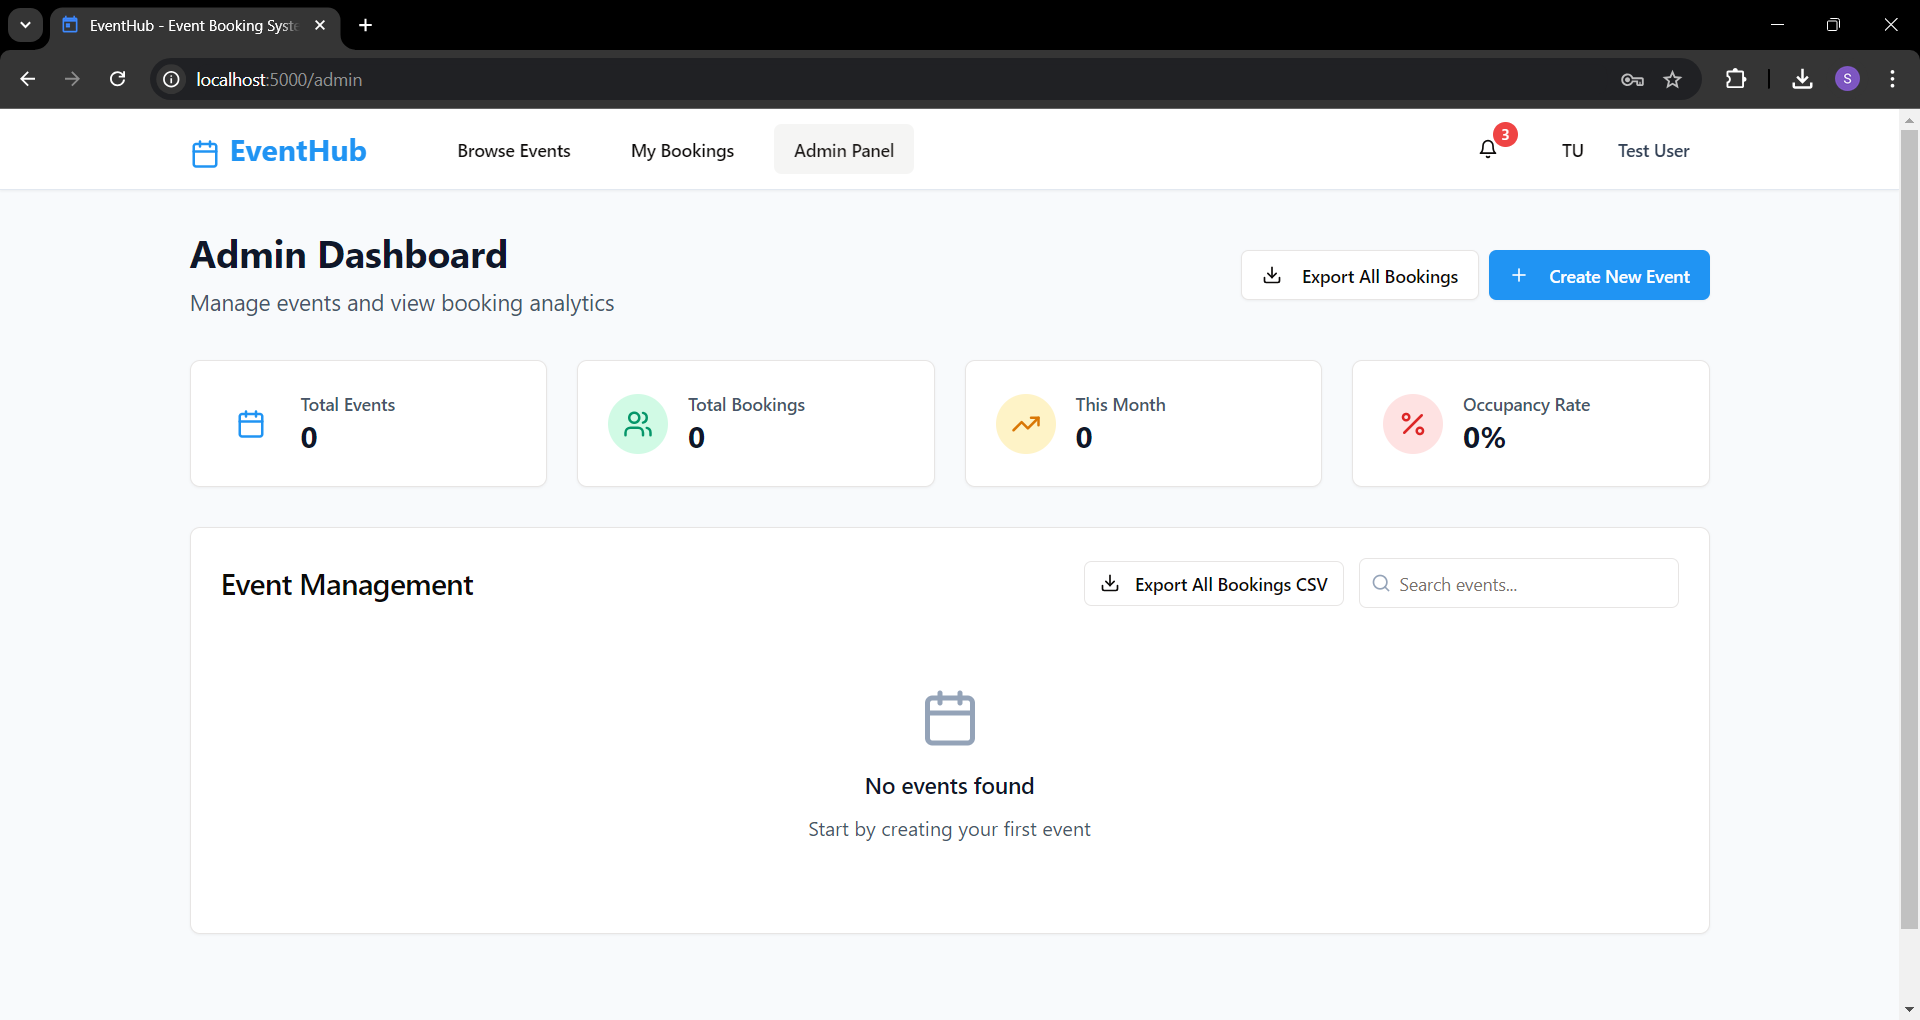 EventHub - Event Booking Syste
localhost:5000/admin
S
EventHub
Browse Events
My Bookings
Admin Panel
3
TU
Test User
Admin Dashboard
Manage events and view booking analytics
Export All Bookings
Create New Event
Total Events
0
Total Bookings
0
This Month
0
Occupancy Rate
0%
Event Management
Export All Bookings CSV
Search events...
No events found
Start by creating your first event